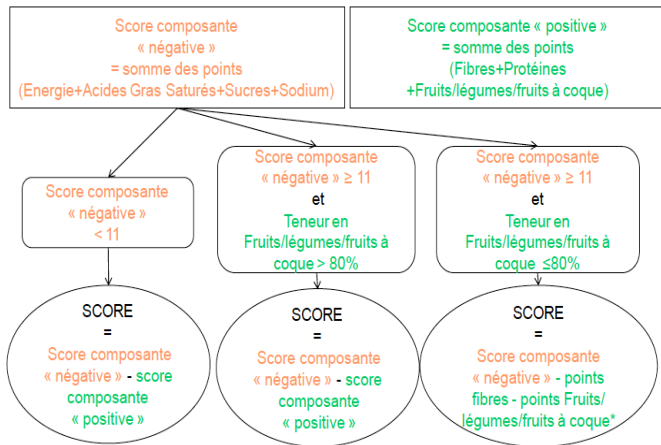 Score composante
« négative »
= somme des points
(Energie+Acides Gras Saturés+Sucres+Sodium)
Score composante « positive »
= somme des points
(Fibres+Protéines
+Fruits/légumes/fruits à coque)
Score composante
« négative »
< 11
Score composante
« négative » ≥ 11
et
Teneur en
Fruits/légumes/fruits à
coque > 80%
Score composante
« négative » ≥ 11
et
Teneur en
Fruits/légumes/fruits à
coque ≤80%
SCORE
=
Score composante
« négative » - score
composante
« positive »
SCORE
=
Score composante
« négative » - score
composante
« positive »
SCORE
=
Score composante
« négative » - points
fibres - points Fruits/
légumes/fruits à coque*